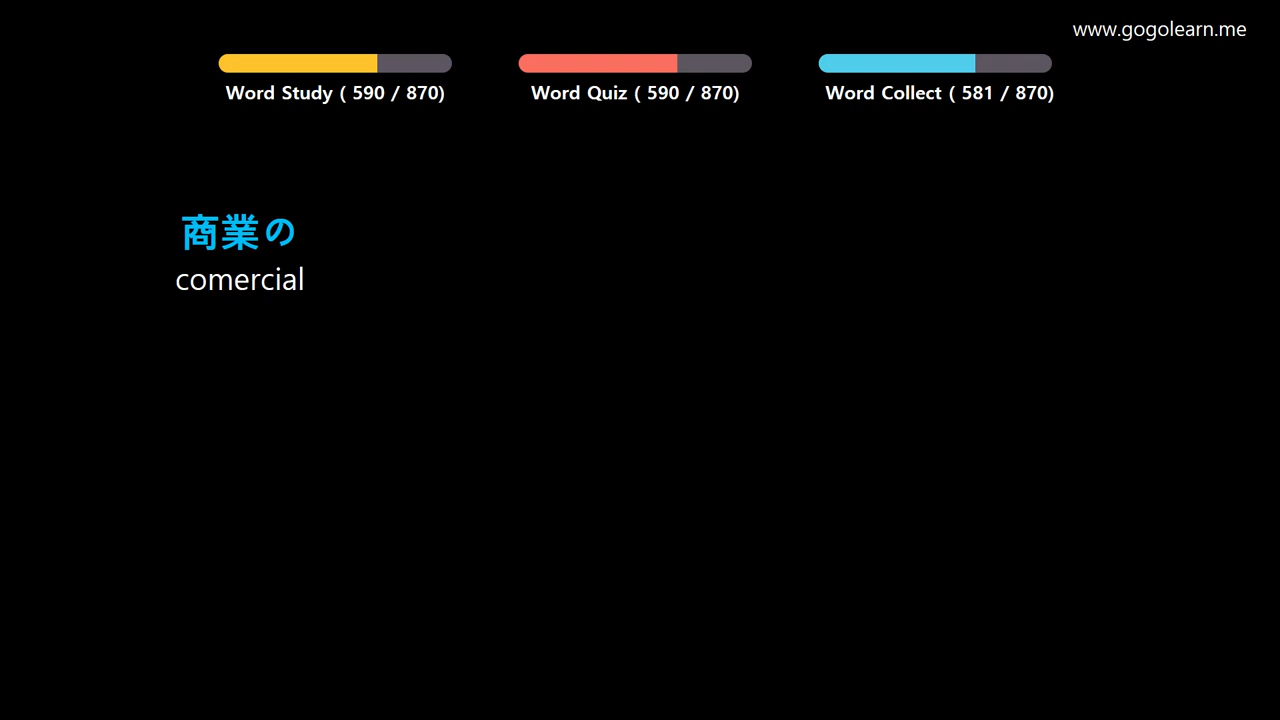 www.gogolearn.me
Word Study ( 590 / 870)
Word Quiz ( 590 / 870)
Word Collect ( 581 / 870)
商業の
comercial